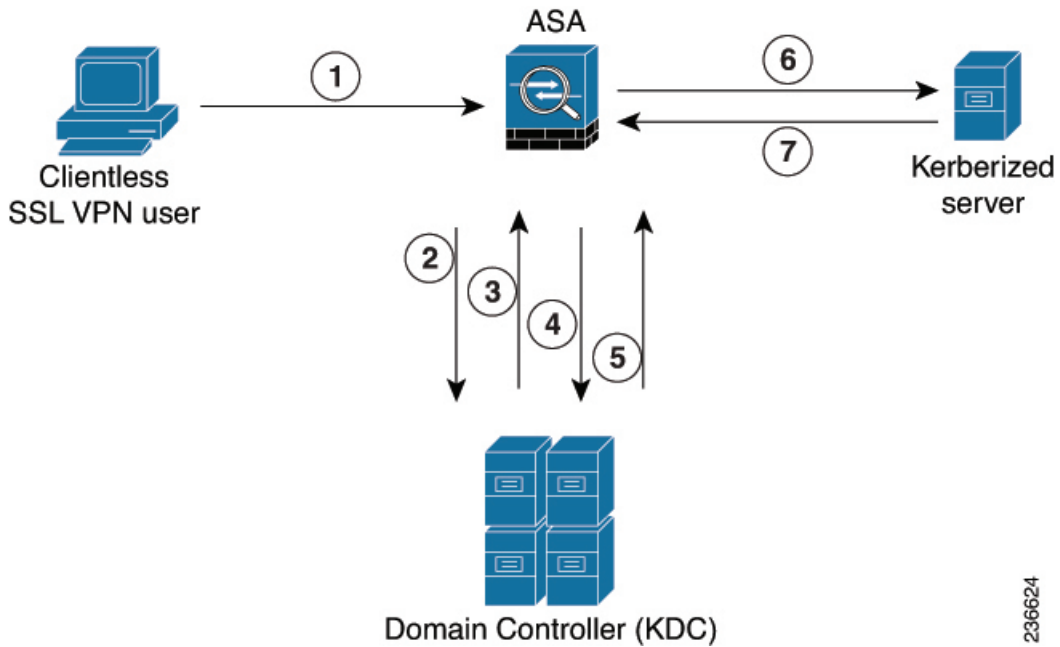 ASA
1
6
7
Clientless
SSL VPN user
Kerberized
server
2
3
4
5
Domain Controller (KDC)
236624